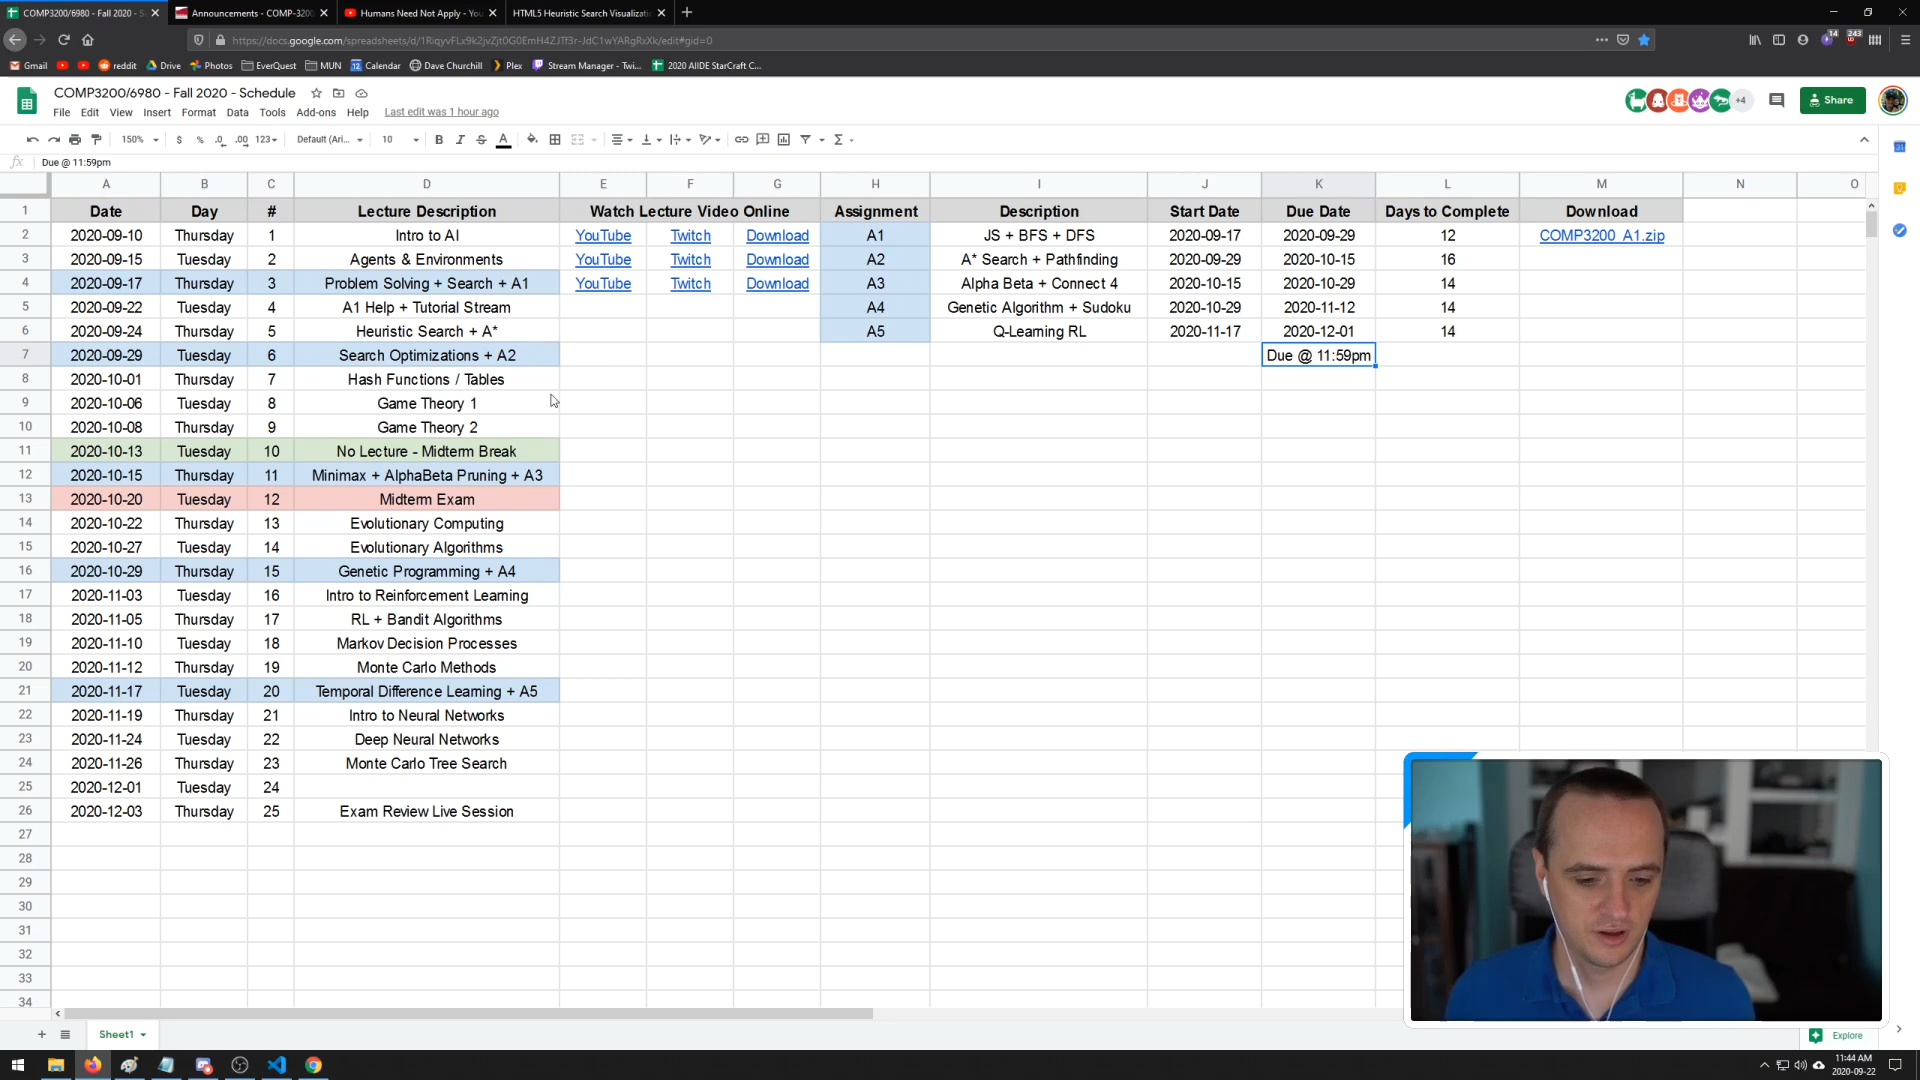 COMP3200/6980 - Fall 2020 - S
Announcements - COMP-320
Humans Need Not Apply - Yo
HTML5 Heuristic Search Visualizati
https://docs.google.com/spreadsheets/d/1RiqyvFLx9k2jvZjt0G0EmH4ZJTf3r-JdC1wYARgRxXk/edit#gid=0
14
243
Gmail
reddit
Drive
Photos
EverQuest
MUN
Calendar
Dave Churchill
Plex
Stream Manager - Twi...
2020 AIIDE StarCraft C...
COMP3200/6980 - Fall 2020 - Schedule
+4
Share
File Edit View Insert Format Data Tools Add-ons Help Last edit was 1 hour ago
150% $ % .0 .00 123 Default (Ari... 10 B I S A Σ
fx Due @ 11:59pm
A B C D E F G H I J K L M N O
1 Date Day # Lecture Description Watch Lecture Video Online Assignment Description Start Date Due Date Days to Complete Download
2 2020-09-10 Thursday 1 Intro to AI YouTube Twitch Download A1 JS + BFS + DFS 2020-09-17 2020-09-29 12 COMP3200_A1.zip
3 2020-09-15 Tuesday 2 Agents & Environments YouTube Twitch Download A2 A* Search + Pathfinding 2020-09-29 2020-10-15 16
4 2020-09-17 Thursday 3 Problem Solving + Search + A1 YouTube Twitch Download A3 Alpha Beta + Connect 4 2020-10-15 2020-10-29 14
5 2020-09-22 Tuesday 4 A1 Help + Tutorial Stream A4 Genetic Algorithm + Sudoku 2020-10-29 2020-11-12 14
6 2020-09-24 Thursday 5 Heuristic Search + A* A5 Q-Learning RL 2020-11-17 2020-12-01 14
7 2020-09-29 Tuesday 6 Search Optimizations + A2 Due @ 11:59pm
8 2020-10-01 Thursday 7 Hash Functions / Tables
9 2020-10-06 Tuesday 8 Game Theory 1
10 2020-10-08 Thursday 9 Game Theory 2
11 2020-10-13 Tuesday 10 No Lecture - Midterm Break
12 2020-10-15 Thursday 11 Minimax + AlphaBeta Pruning + A3
13 2020-10-20 Tuesday 12 Midterm Exam
14 2020-10-22 Thursday 13 Evolutionary Computing
15 2020-10-27 Tuesday 14 Evolutionary Algorithms
16 2020-10-29 Thursday 15 Genetic Programming + A4
17 2020-11-03 Tuesday 16 Intro to Reinforcement Learning
18 2020-11-05 Thursday 17 RL + Bandit Algorithms
19 2020-11-10 Tuesday 18 Markov Decision Processes
20 2020-11-12 Thursday 19 Monte Carlo Methods
21 2020-11-17 Tuesday 20 Temporal Difference Learning + A5
22 2020-11-19 Thursday 21 Intro to Neural Networks
23 2020-11-24 Tuesday 22 Deep Neural Networks
24 2020-11-26 Thursday 23 Monte Carlo Tree Search
25 2020-12-01 Tuesday 24
26 2020-12-03 Thursday 25 Exam Review Live Session
27
28
29
30
31
32
33
34
Sheet1
Explore
11:44 AM
2020-09-22